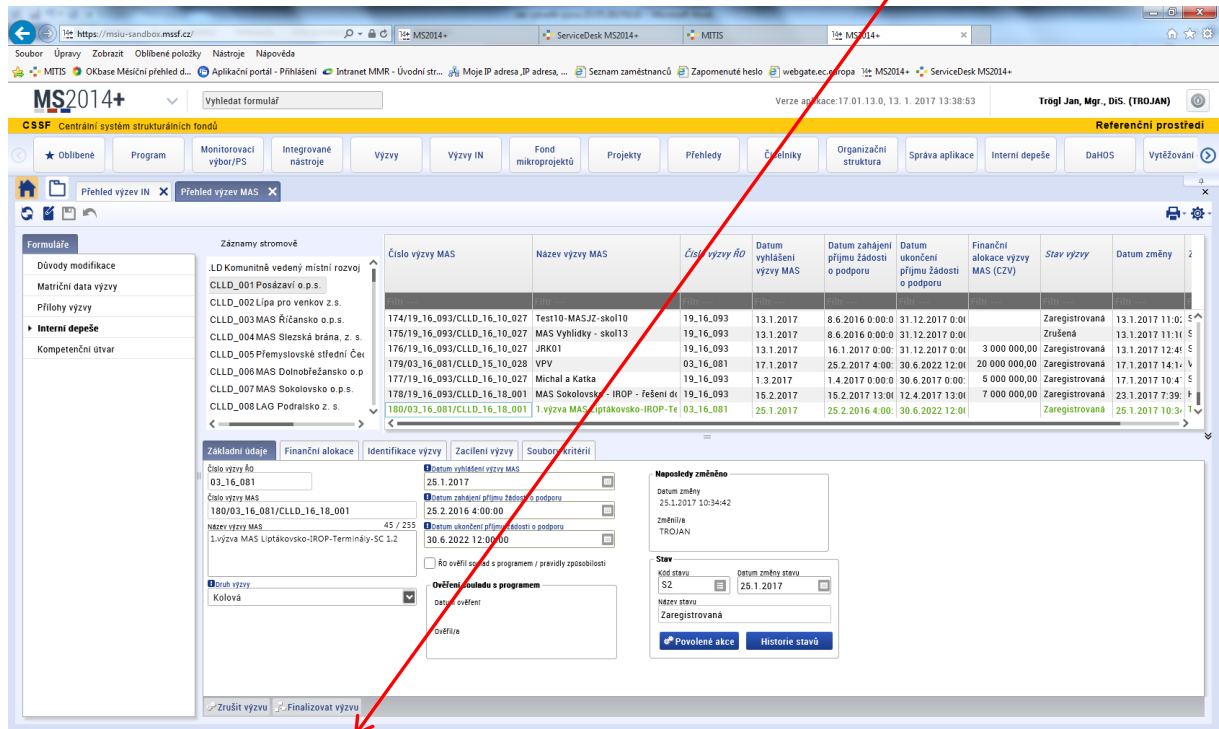 https://msiu-sandbox.mssf.cz/
MS2014+
ServiceDesk MS2014+
MITIS
MS2014+
Soubor Úpravy Zobrazit Oblíbené položky Nástroje Nápověda
MITIS OKbase Měsíční přehled d... Aplikační portál - Přihlášení Intranet MMR - Úvodní str... Moje IP adresa ,IP adresa, ... Seznam zaměstnanců Zapomenuté heslo webgate.ec.europa MS2014+ ServiceDesk MS2014+
MS2014+ Vyhledat formulář Verze aplikace:17.01.13.0, 13. 1. 2017 13:38:53 Trögl Jan, Mgr., DiS. (TROJAN)
CSSF Centrální systém strukturálních fondů Referenční prostředí
Oblíbené
Program
Monitorovací výbor/PS
Integrované nástroje
Výzvy
Výzvy IN
Fond mikroprojektů
Projekty
Přehledy
Číselníky
Organizační struktura
Správa aplikace
Interní depeše
DaHOS
Vytěžování
Přehled výzev IN X Přehled výzev MAS X
Formuláře
Důvody modifikace
Matriční data výzvy
Přílohy výzvy
Interní depeše
Kompetenční útvar
Záznamy stromově
.LD Komunitně vedený místní rozvoj
CLLD_001 Posázaví o.p.s.
CLLD_002 Lípa pro venkov z.s.
CLLD_003 MAS Říčansko o.p.s.
CLLD_004 MAS Slezská brána, z. s.
CLLD_005 Přemyslovské střední Čec
CLLD_006 MAS Dolnobřežansko o.p
CLLD_007 MAS Sokolovsko o.p.s.
CLLD_008 LAG Podralsko z. s.
Číslo výzvy MAS
Název výzvy MAS
Číslo výzvy ŘO
Datum vyhlášení výzvy MAS
Datum zahájení příjmu žádosti o podporu
Datum ukončení příjmu žádosti o podporu
Finanční alokace výzvy MAS (CZV)
Stav výzvy
Datum změny
174/19_16_093/CLLD_16_10_027 Test10-MASJZ-skol10 19_16_093 13.1.2017 8.6.2016 0:00:0 31.12.2017 0:0( Zaregistrovaná 13.1.2017 11:0 S
175/19_16_093/CLLD_16_10_027 MAS Vyhlídky - skol13 19_16_093 13.1.2017 8.6.2016 0:00:0 31.12.2017 0:0( Zrušená 13.1.2017 11:1 S
176/19_16_093/CLLD_16_10_027 JRK01 19_16_093 13.1.2017 16.1.2017 0:00: 31.12.2017 0:0( 3 000 000,00 Zaregistrovaná 13.1.2017 12:4 S
179/03_16_081/CLLD_15_10_028 VPV 03_16_081 17.1.2017 25.2.2017 4:00: 30.6.2022 12:0( 20 000 000,00 Zaregistrovaná 17.1.2017 14:1 V
177/19_16_093/CLLD_15_10_027 Michal a Katka 19_16_093 1.3.2017 1.4.2017 0:00:0 30.6.2017 0:00: 5 000 000,00 Zaregistrovaná 17.1.2017 10:4 S
178/19_16_093/CLLD_16_18_001 MAS Sokolovsko - IROP - řešení dc 19_16_093 15.2.2017 15.2.2017 13:0( 12.4.2017 13:0( 7 000 000,00 Zaregistrovaná 23.1.2017 7:39:
180/03_16_081/CLLD_16_18_001 1.výzva MAS Liptákovsko-IROP-Te 03_16_081 25.1.2017 25.2.2016 4:00: 30.6.2022 12:0( Zaregistrovaná 25.1.2017 10:3
Základní údaje
Finanční alokace
Identifikace výzvy
Zacílení výzvy
Soubory kritérií
Číslo výzvy ŘO
03_16_081
Číslo výzvy MAS
180/03_16_081/CLLD_16_18_001
Název výzvy MAS 45 / 255
1.výzva MAS Liptákovsko-IROP-Terminály-SC 1.2
Druh výzvy
Kolová
Datum vyhlášení výzvy MAS
25.1.2017
Datum zahájení příjmu žádosti o podporu
25.2.2016 4:00:00
Datum ukončení příjmu žádosti o podporu
30.6.2022 12:00:00
ŘO ověřil soulad s programem / pravidly způsobilosti
Ověření souladu s programem
Datum ověření
Ověřil/a
Naposledy změněno
Datum změny
25.1.2017 10:34:42
Změnil/a
TROJAN
Stav
Kód stavu
S2
Datum změny stavu
25.1.2017
Název stavu
Zaregistrovaná
Povolené akce
Historie stavů
Zrušit výzvu
Finalizovat výzvu